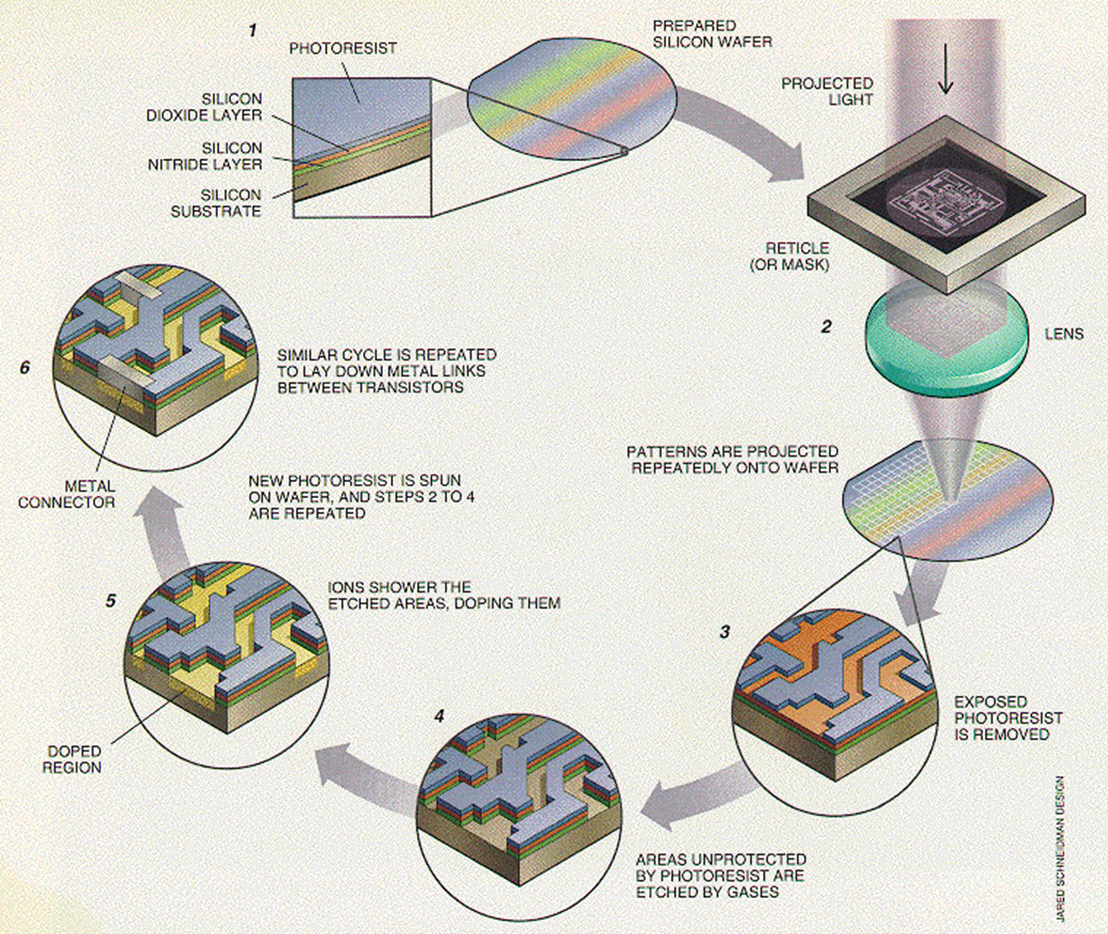 1
PHOTORESIST
SILICON
DIOXIDE LAYER
SILICON
NITRIDE LAYER
SILICON
SUBSTRATE
PREPARED
SILICON WAFER
PROJECTED
LIGHT
RETICLE
(OR MASK)
2
LENS
PATTERNS ARE PROJECTED
REPEATEDLY ONTO WAFER
3
EXPOSED
PHOTORESIST
IS REMOVED
4
AREAS UNPROTECTED
BY PHOTORESIST ARE
ETCHED BY GASES
5
IONS SHOWER THE
ETCHED AREAS, DOPING THEM
DOPED
REGION
NEW PHOTORESIST IS SPUN
ON WAFER, AND STEPS 2 TO 4
ARE REPEATED
6
SIMILAR CYCLE IS REPEATED
TO LAY DOWN METAL LINKS
BETWEEN TRANSISTORS
METAL
CONNECTOR
JARED SCHNEIDMAN DESIGN